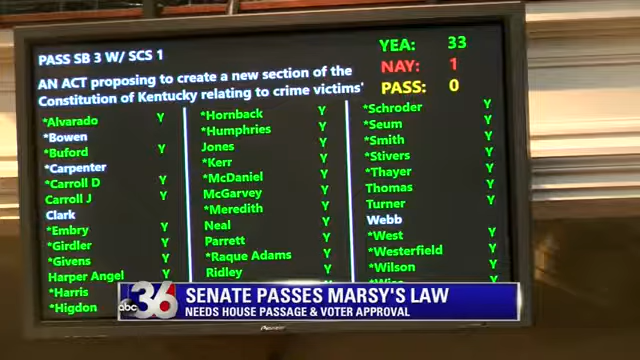 PASS SB 3 W/ SCS 1
YEA: 33
NAY: 1
PASS: 0
AN ACT proposing to create a new section of the
Constitution of Kentucky relating to crime victims'
*Alvarado Y
*Bowen
*Buford Y
*Carpenter
*Carroll D Y
Carroll J Y
Clark
*Embry Y
*Girdler Y
*Givens Y
Harper Angel Y
*Harris Y
*Higdon
*Hornback Y
*Humphries Y
Jones Y
*Kerr Y
*McDaniel Y
McGarvey Y
*Meredith Y
Neal Y
Parrett Y
*Raque Adams Y
Ridley Y
*Schroder Y
*Seum Y
*Smith Y
*Stivers Y
*Thayer Y
Thomas Y
Turner Y
Webb
*West Y
*Westerfield Y
*Wilson Y
abc 36
SENATE PASSES MARSY'S LAW
NEEDS HOUSE PASSAGE & VOTER APPROVAL
Pioneer